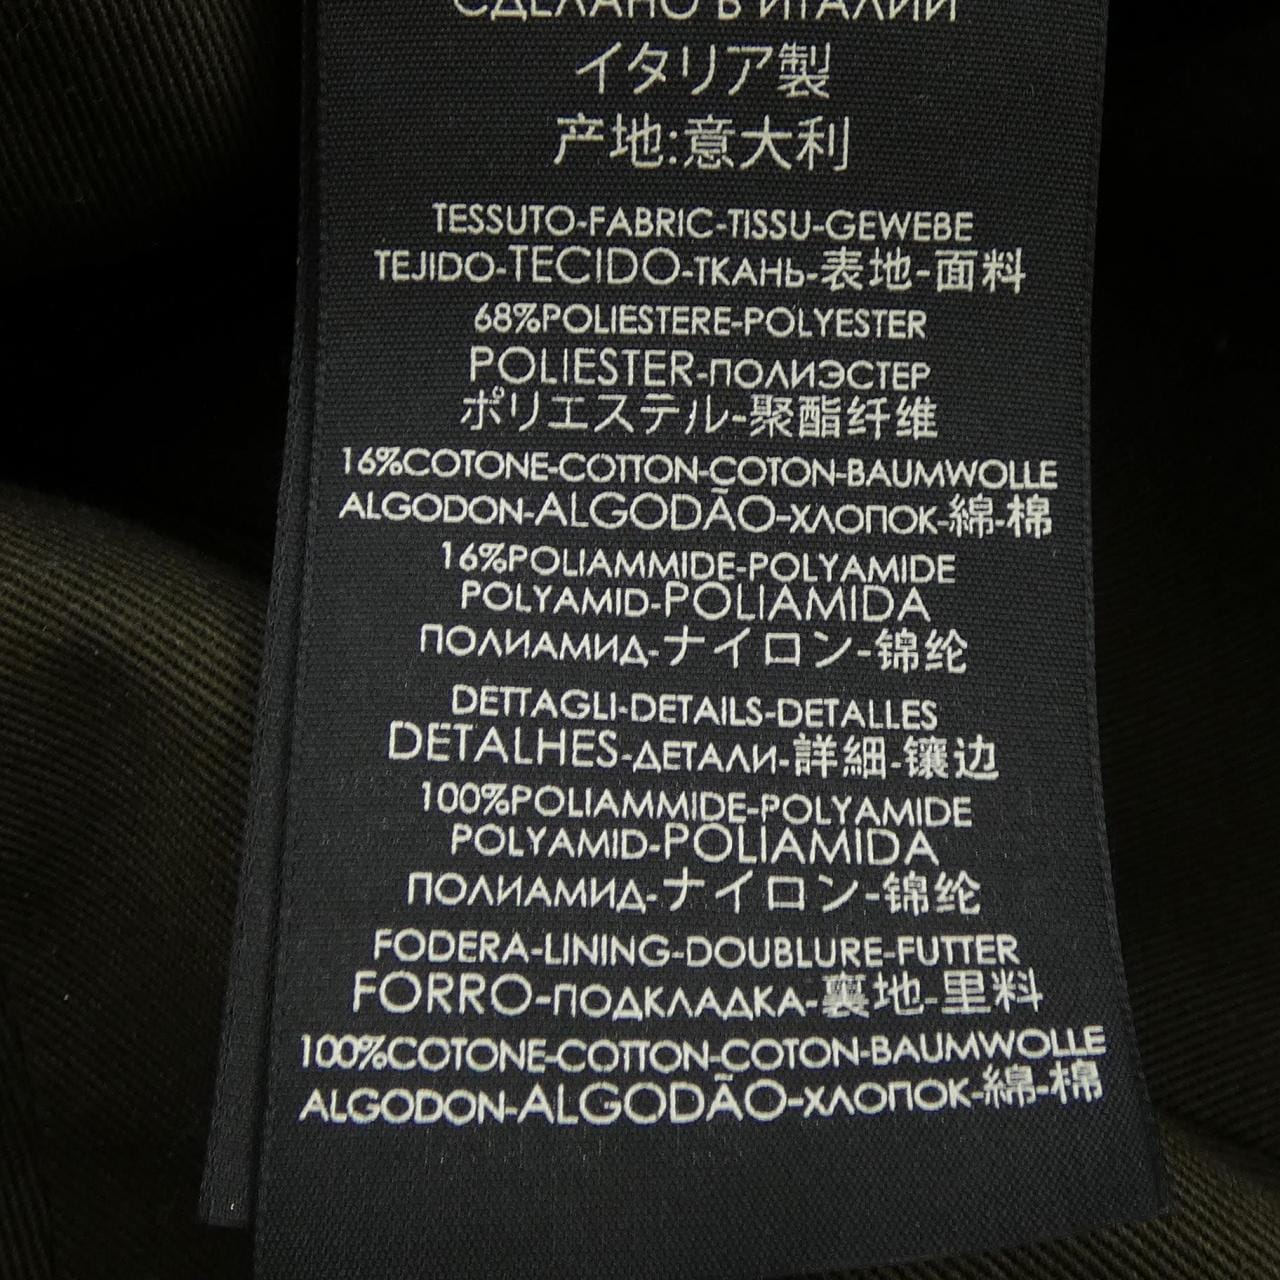 СДЕЛАНО В ИТАЛИИ
イタリア製
产地:意大利
TESSUTO-FABRIC-TISSU-GEWEBE
TEJIDO-TECIDO-ТКАНЬ-表地-面料
68%POLIESTERE-POLYESTER
POLIESTER-ПОЛИЭСТЕР
ポリエステル-聚酯纤维
16%COTONE-COTTON-COTON-BAUMWOLLE
ALGODON-ALGODÃO-ХЛОПОК-綿-棉
16%POLIAMMIDE-POLYAMIDE
POLYAMID-POLIAMIDA
ПОЛИАМИД-ナイロン-锦纶
DETTAGLI-DETAILS-DETALLES
DETALHES-ДЕТАЛИ-詳細-镶边
100%POLIAMMIDE-POLYAMIDE
POLYAMID-POLIAMIDA
ПОЛИАМИД-ナイロン-锦纶
FODERA-LINING-DOUBLURE-FUTTER
FORRO-ПОДКЛАДКА-裏地-里料
100%COTONE-COTTON-COTON-BAUMWOLLE
ALGODON-ALGODÃO-ХЛОПОК-綿-棉